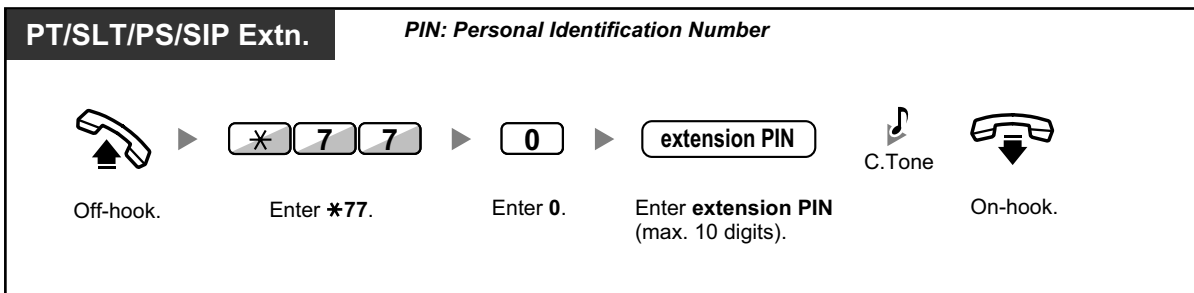 PT/SLT/PS/SIP Extn.
PIN: Personal Identification Number
* 7 7 0 extension PIN
C.Tone
Off-hook. Enter *77. Enter 0. Enter extension PIN On-hook.
(max. 10 digits).